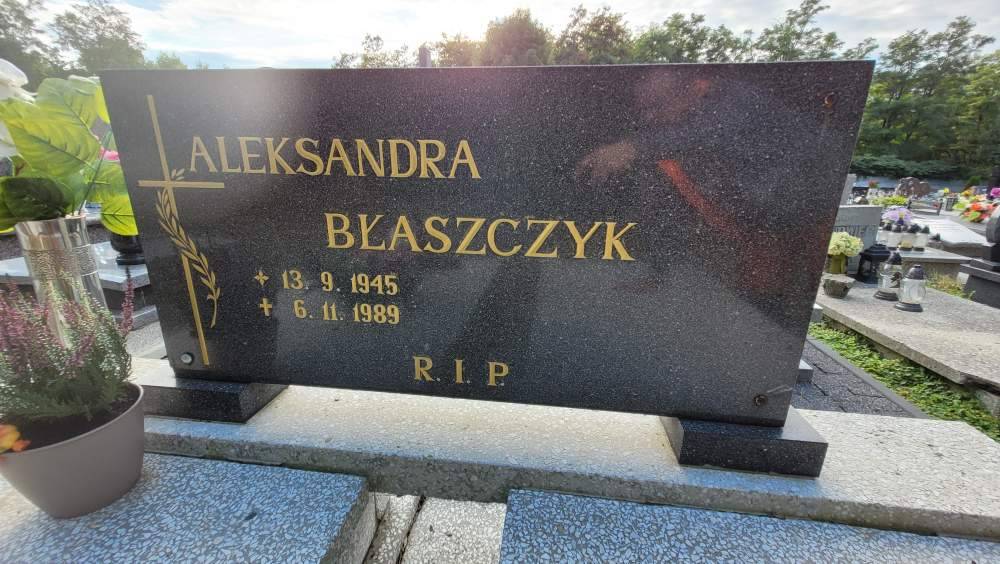 ALEKSANDRA
BŁASZCZYK
13. 9. 1945
6. 11. 1989
R. I. P.